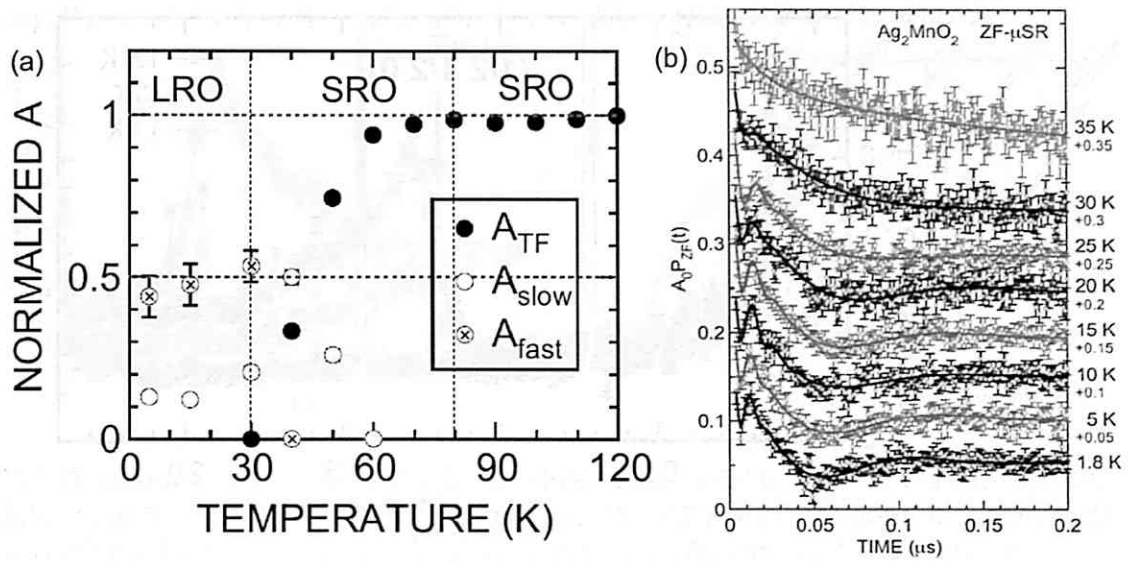 (a)
LRO SRO SRO
NORMALIZED A
1
0.5
0
A_TF
A_slow
A_fast
0 30 60 90 120
TEMPERATURE (K)
(b)
Ag₂MnO₂ ZF-μSR
A₀P_ZF(t)
0.5
0.4
0.3
0.2
0.1
0
35 K
+0.35
30 K
+0.3
25 K
+0.25
20 K
+0.2
15 K
+0.15
10 K
+0.1
5 K
+0.05
1.8 K
0 0.05 0.1 0.15 0.2
TIME (μs)